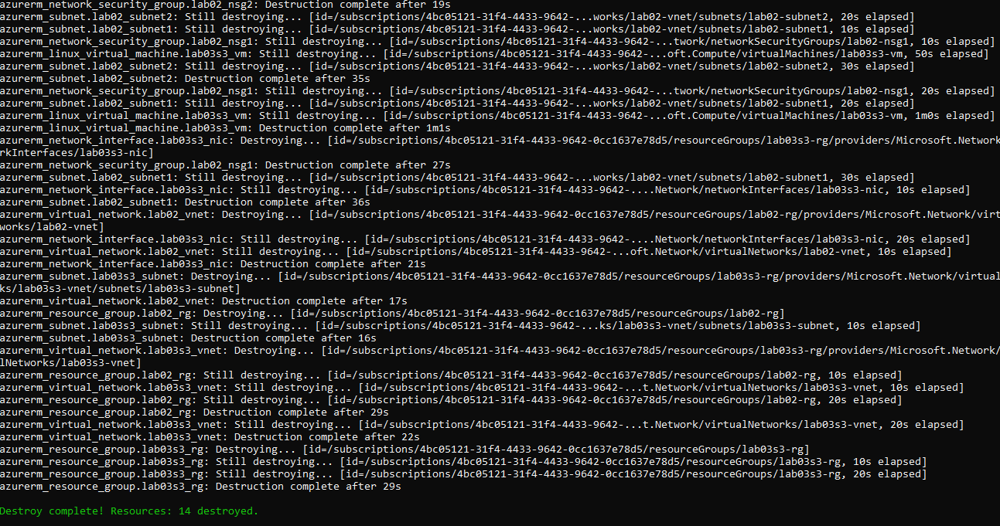 azurerm_network_security_group.lab02_nsg2: Destruction complete after 19s
azurerm_subnet.lab02_subnet2: Still destroying... [id=/subscriptions/4bc05121-31f4-4433-9642-...works/lab02-vnet/subnets/lab02-subnet2, 20s elapsed]
azurerm_subnet.lab02_subnet1: Still destroying... [id=/subscriptions/4bc05121-31f4-4433-9642-...works/lab02-vnet/subnets/lab02-subnet1, 10s elapsed]
azurerm_network_security_group.lab02_nsg1: Still destroying... [id=/subscriptions/4bc05121-31f4-4433-9642-...twork/networkSecurityGroups/lab02-nsg1, 10s elapsed]
azurerm_linux_virtual_machine.lab03s3_vm: Still destroying... [id=/subscriptions/4bc05121-31f4-4433-9642-...oft.Compute/virtualMachines/lab03s3-vm, 50s elapsed]
azurerm_subnet.lab02_subnet2: Still destroying... [id=/subscriptions/4bc05121-31f4-4433-9642-...works/lab02-vnet/subnets/lab02-subnet2, 30s elapsed]
azurerm_subnet.lab02_subnet2: Destruction complete after 35s
azurerm_network_security_group.lab02_nsg1: Still destroying... [id=/subscriptions/4bc05121-31f4-4433-9642-...twork/networkSecurityGroups/lab02-nsg1, 20s elapsed]
azurerm_subnet.lab02_subnet1: Still destroying... [id=/subscriptions/4bc05121-31f4-4433-9642-...works/lab02-vnet/subnets/lab02-subnet1, 20s elapsed]
azurerm_linux_virtual_machine.lab03s3_vm: Still destroying... [id=/subscriptions/4bc05121-31f4-4433-9642-...oft.Compute/virtualMachines/lab03s3-vm, 1m0s elapsed]
azurerm_linux_virtual_machine.lab03s3_vm: Destruction complete after 1m1s
azurerm_network_interface.lab03s3_nic: Destroying... [id=/subscriptions/4bc05121-31f4-4433-9642-0cc1637e78d5/resourceGroups/lab03s3-rg/providers/Microsoft.Network
rkInterfaces/lab03s3-nic]
azurerm_network_security_group.lab02_nsg1: Destruction complete after 27s
azurerm_subnet.lab02_subnet1: Still destroying... [id=/subscriptions/4bc05121-31f4-4433-9642-...works/lab02-vnet/subnets/lab02-subnet1, 30s elapsed]
azurerm_network_interface.lab03s3_nic: Still destroying... [id=/subscriptions/4bc05121-31f4-4433-9642-....Network/networkInterfaces/lab03s3-nic, 10s elapsed]
azurerm_subnet.lab02_subnet1: Destruction complete after 36s
azurerm_virtual_network.lab02_vnet: Destroying... [id=/subscriptions/4bc05121-31f4-4433-9642-0cc1637e78d5/resourceGroups/lab02-rg/providers/Microsoft.Network/virt
works/lab02-vnet]
azurerm_network_interface.lab03s3_nic: Still destroying... [id=/subscriptions/4bc05121-31f4-4433-9642-....Network/networkInterfaces/lab03s3-nic, 20s elapsed]
azurerm_virtual_network.lab02_vnet: Still destroying... [id=/subscriptions/4bc05121-31f4-4433-9642-...oft.Network/virtualNetworks/lab02-vnet, 10s elapsed]
azurerm_network_interface.lab03s3_nic: Destruction complete after 21s
azurerm_subnet.lab03s3_subnet: Destroying... [id=/subscriptions/4bc05121-31f4-4433-9642-0cc1637e78d5/resourceGroups/lab03s3-rg/providers/Microsoft.Network/virtual
ks/lab03s3-vnet/subnets/lab03s3-subnet]
azurerm_virtual_network.lab02_vnet: Destruction complete after 17s
azurerm_resource_group.lab02_rg: Destroying... [id=/subscriptions/4bc05121-31f4-4433-9642-0cc1637e78d5/resourceGroups/lab02-rg]
azurerm_subnet.lab03s3_subnet: Still destroying... [id=/subscriptions/4bc05121-31f4-4433-9642-...ks/lab03s3-vnet/subnets/lab03s3-subnet, 10s elapsed]
azurerm_subnet.lab03s3_subnet: Destruction complete after 16s
azurerm_virtual_network.lab03s3_vnet: Destroying... [id=/subscriptions/4bc05121-31f4-4433-9642-0cc1637e78d5/resourceGroups/lab03s3-rg/providers/Microsoft.Network/
lNetworks/lab03s3-vnet]
azurerm_resource_group.lab02_rg: Still destroying... [id=/subscriptions/4bc05121-31f4-4433-9642-0cc1637e78d5/resourceGroups/lab02-rg, 10s elapsed]
azurerm_virtual_network.lab03s3_vnet: Still destroying... [id=/subscriptions/4bc05121-31f4-4433-9642-...t.Network/virtualNetworks/lab03s3-vnet, 10s elapsed]
azurerm_resource_group.lab02_rg: Still destroying... [id=/subscriptions/4bc05121-31f4-4433-9642-0cc1637e78d5/resourceGroups/lab02-rg, 20s elapsed]
azurerm_resource_group.lab02_rg: Destruction complete after 29s
azurerm_virtual_network.lab03s3_vnet: Still destroying... [id=/subscriptions/4bc05121-31f4-4433-9642-...t.Network/virtualNetworks/lab03s3-vnet, 20s elapsed]
azurerm_virtual_network.lab03s3_vnet: Destruction complete after 22s
azurerm_resource_group.lab03s3_rg: Destroying... [id=/subscriptions/4bc05121-31f4-4433-9642-0cc1637e78d5/resourceGroups/lab03s3-rg]
azurerm_resource_group.lab03s3_rg: Still destroying... [id=/subscriptions/4bc05121-31f4-4433-9642-0cc1637e78d5/resourceGroups/lab03s3-rg, 10s elapsed]
azurerm_resource_group.lab03s3_rg: Still destroying... [id=/subscriptions/4bc05121-31f4-4433-9642-0cc1637e78d5/resourceGroups/lab03s3-rg, 20s elapsed]
azurerm_resource_group.lab03s3_rg: Destruction complete after 29s
Destroy complete! Resources: 14 destroyed.